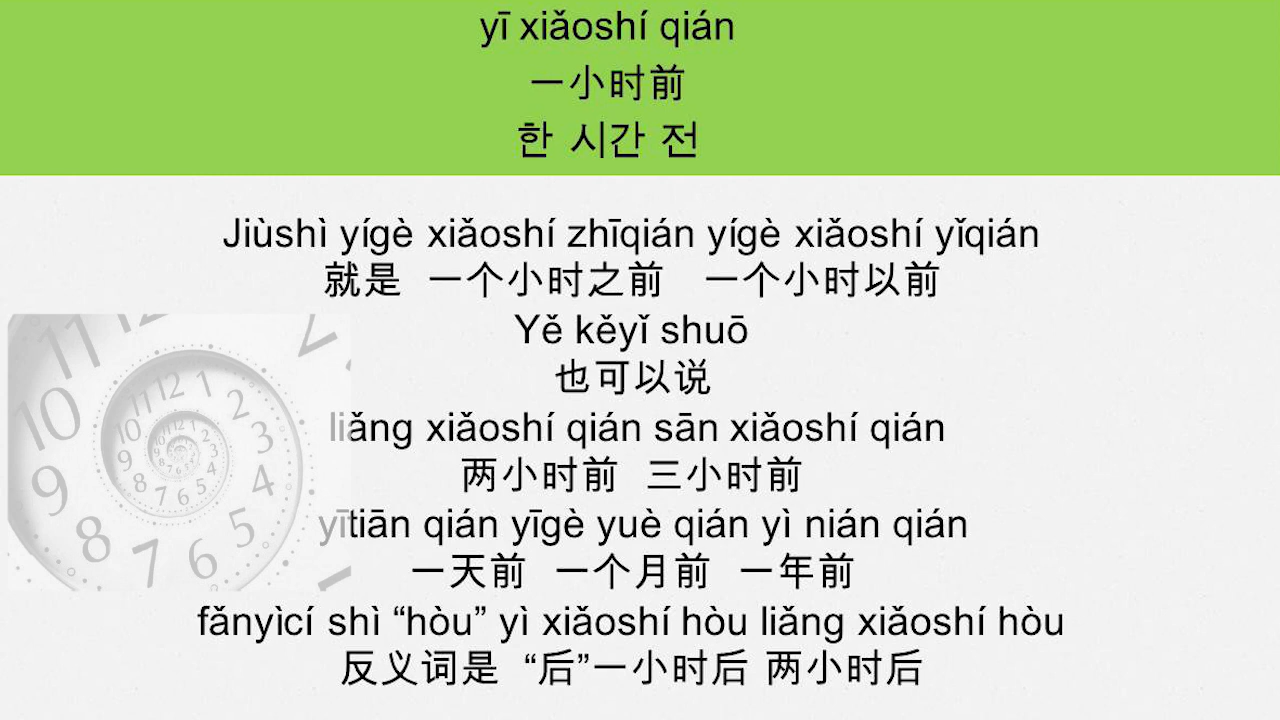 yī xiǎoshí qián
一小时前
한 시간 전
Jiùshì yígè xiǎoshí zhīqián yígè xiǎoshí yǐqián
就是 一个小时之前 一个小时以前
Yě kěyǐ shuō
也可以说
liǎng xiǎoshí qián sān xiǎoshí qián
两小时前 三小时前
yītiān qián yīgè yuè qián yì nián qián
一天前 一个月前 一年前
fǎnyìcí shì “hòu” yì xiǎoshí hòu liǎng xiǎoshí hòu
反义词是 “后”一小时后 两小时后